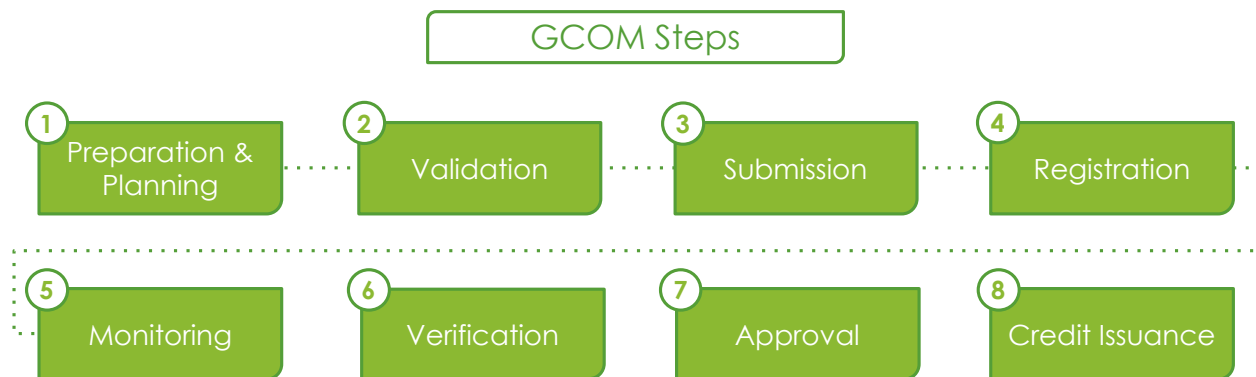 GCOM Steps
1
Preparation &
Planning
2
Validation
3
Submission
4
Registration
5
Monitoring
6
Verification
7
Approval
8
Credit Issuance